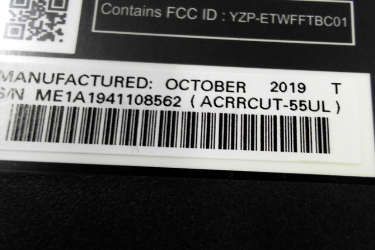 Contains FCC ID : YZP-ETWFFTBC01
MANUFACTURED: OCTOBER 2019 T
S/N ME1A1941108562 (ACRRCUT-55UL)